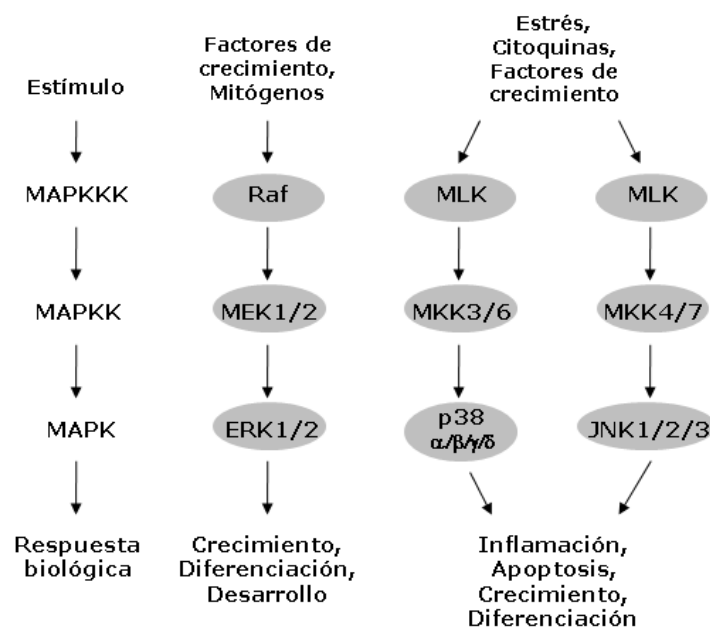 Estímulo
MAPKKK
MAPKK
MAPK
Respuesta
biológica
Factores de
crecimiento,
Mitógenos
Raf
MEK1/2
ERK1/2
Crecimiento,
Diferenciación,
Desarrollo
Estrés,
Citoquinas,
Factores de
crecimiento
MLK
MKK3/6
p38
α/β/γ/δ
MLK
MKK4/7
JNK1/2/3
Inflamación,
Apoptosis,
Crecimiento,
Diferenciación